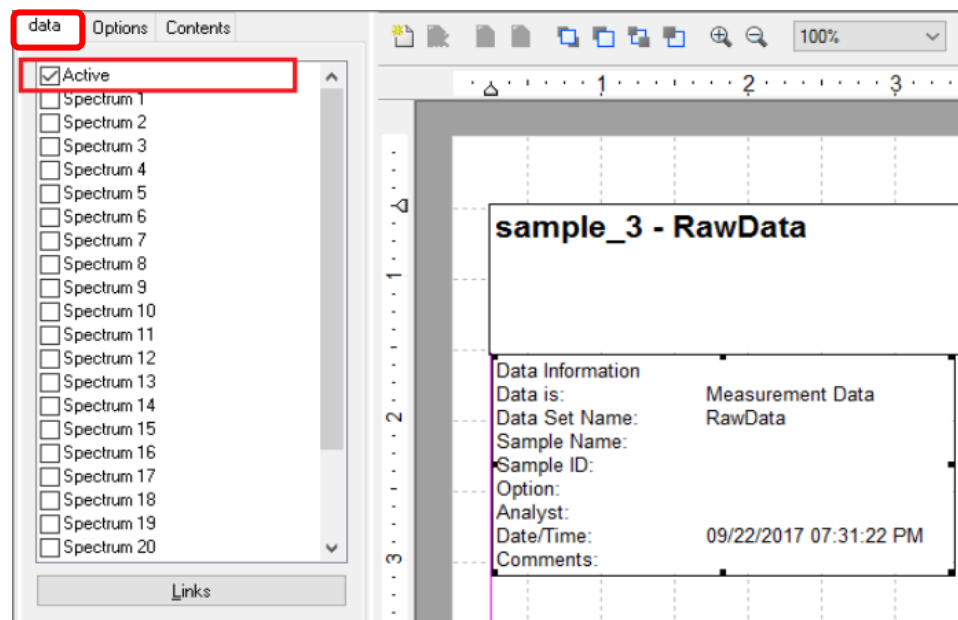 data Options Contents
100%
Active
Spectrum 1
Spectrum 2
Spectrum 3
Spectrum 4
Spectrum 5
Spectrum 6
Spectrum 7
Spectrum 8
Spectrum 9
Spectrum 10
Spectrum 11
Spectrum 12
Spectrum 13
Spectrum 14
Spectrum 15
Spectrum 16
Spectrum 17
Spectrum 18
Spectrum 19
Spectrum 20
Links
1 2 3
1
2
3
sample_3 - RawData
Data Information
Data is: Measurement Data
Data Set Name: RawData
Sample Name:
Sample ID:
Option:
Analyst:
Date/Time: 09/22/2017 07:31:22 PM
Comments: